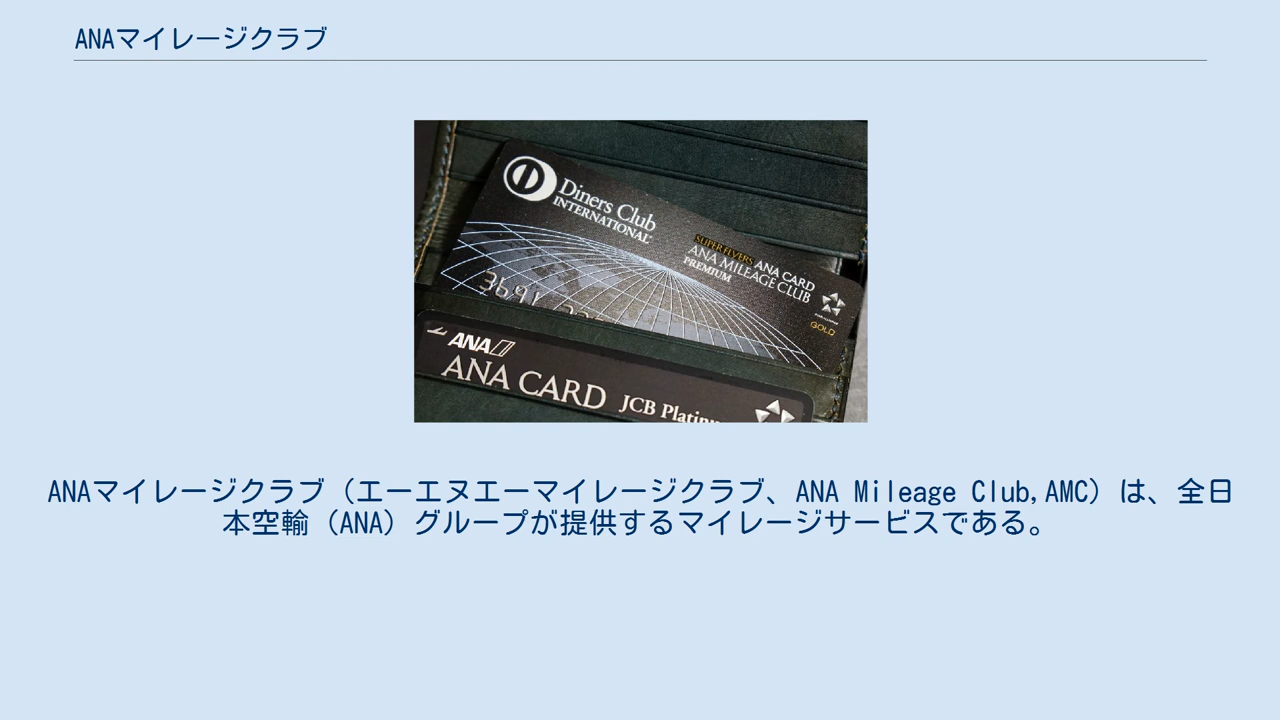 ANAマイレージクラブ
Diners Club
INTERNATIONAL
SUPER FLYERS ANA CARD
ANA MILEAGE CLUB
PREMIUM
GOLD
3691
ANA
ANA CARD JCB
ANAマイレージクラブ（エーエヌエーマイレージクラブ、ANA Mileage Club,AMC）は、全日
本空輸（ANA）グループが提供するマイレージサービスである。